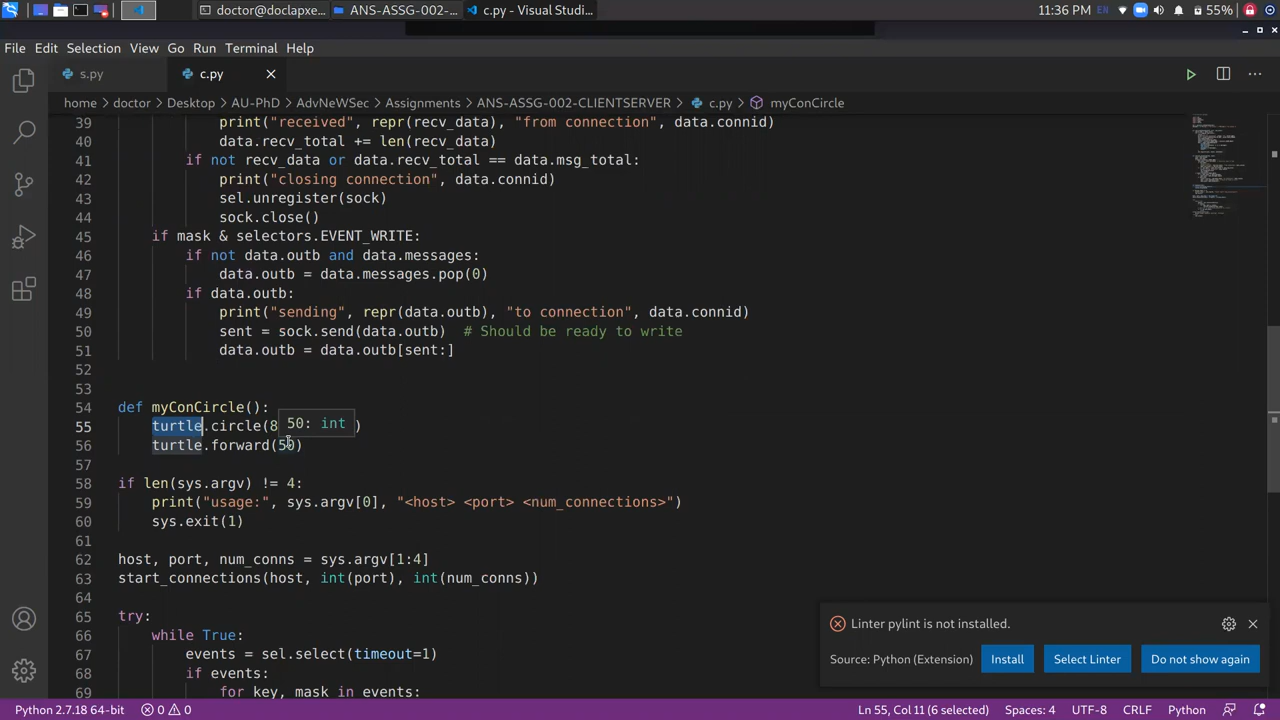 doctor@doclapxe...
ANS-ASSG-002-...
c.py - Visual Studi...
11:36 PM
EN
55%
File Edit Selection View Go Run Terminal Help
s.py
c.py
home > doctor > Desktop > AU-PhD > AdvNeWSec > Assignments > ANS-ASSG-002-CLIENTSERVER > c.py > myConCircle
39 print("received", repr(recv_data), "from connection", data.connid)
40 data.recv_total += len(recv_data)
41 if not recv_data or data.recv_total == data.msg_total:
42 print("closing connection", data.connid)
43 sel.unregister(sock)
44 sock.close()
45 if mask & selectors.EVENT_WRITE:
46 if not data.outb and data.messages:
47 data.outb = data.messages.pop(0)
48 if data.outb:
49 print("sending", repr(data.outb), "to connection", data.connid)
50 sent = sock.send(data.outb)  # Should be ready to write
51 data.outb = data.outb[sent:]
52
53
54 def myConCircle():
55 turtle.circle(8 )
50: int
56 turtle.forward(50)
57
58 if len(sys.argv) != 4:
59 print("usage:", sys.argv[0], "<host> <port> <num_connections>")
60 sys.exit(1)
61
62 host, port, num_conns = sys.argv[1:4]
63 start_connections(host, int(port), int(num_conns))
64
65 try:
66 while True:
67 events = sel.select(timeout=1)
68 if events:
69 for key, mask in events:
Linter pylint is not installed.
Source: Python (Extension)
Install
Select Linter
Do not show again
Python 2.7.18 64-bit
0
0
Ln 55, Col 11 (6 selected)
Spaces: 4
UTF-8
CRLF
Python